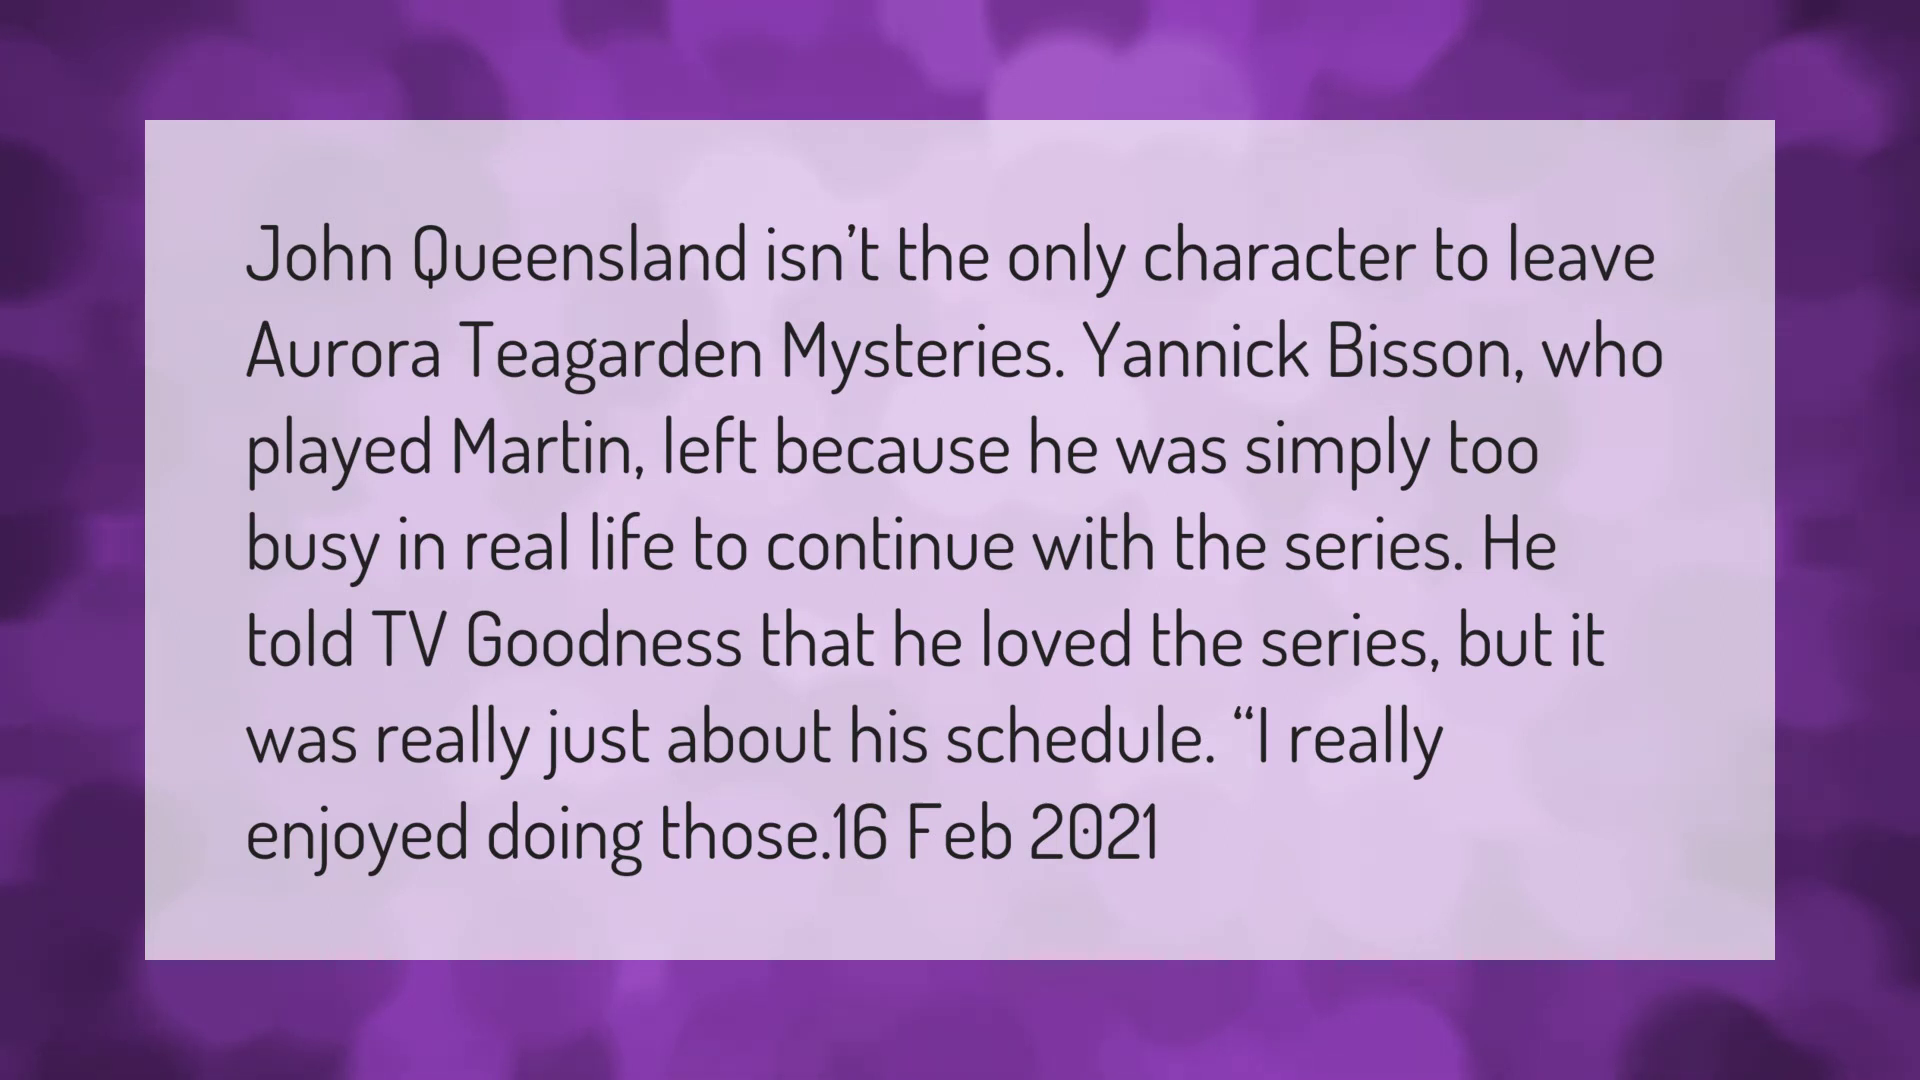 John Queensland isn’t the only character to leave
Aurora Teagarden Mysteries. Yannick Bisson, who
played Martin, left because he was simply too
busy in real life to continue with the series. He
told TV Goodness that he loved the series, but it
was really just about his schedule. “I really
enjoyed doing those.16 Feb 2021